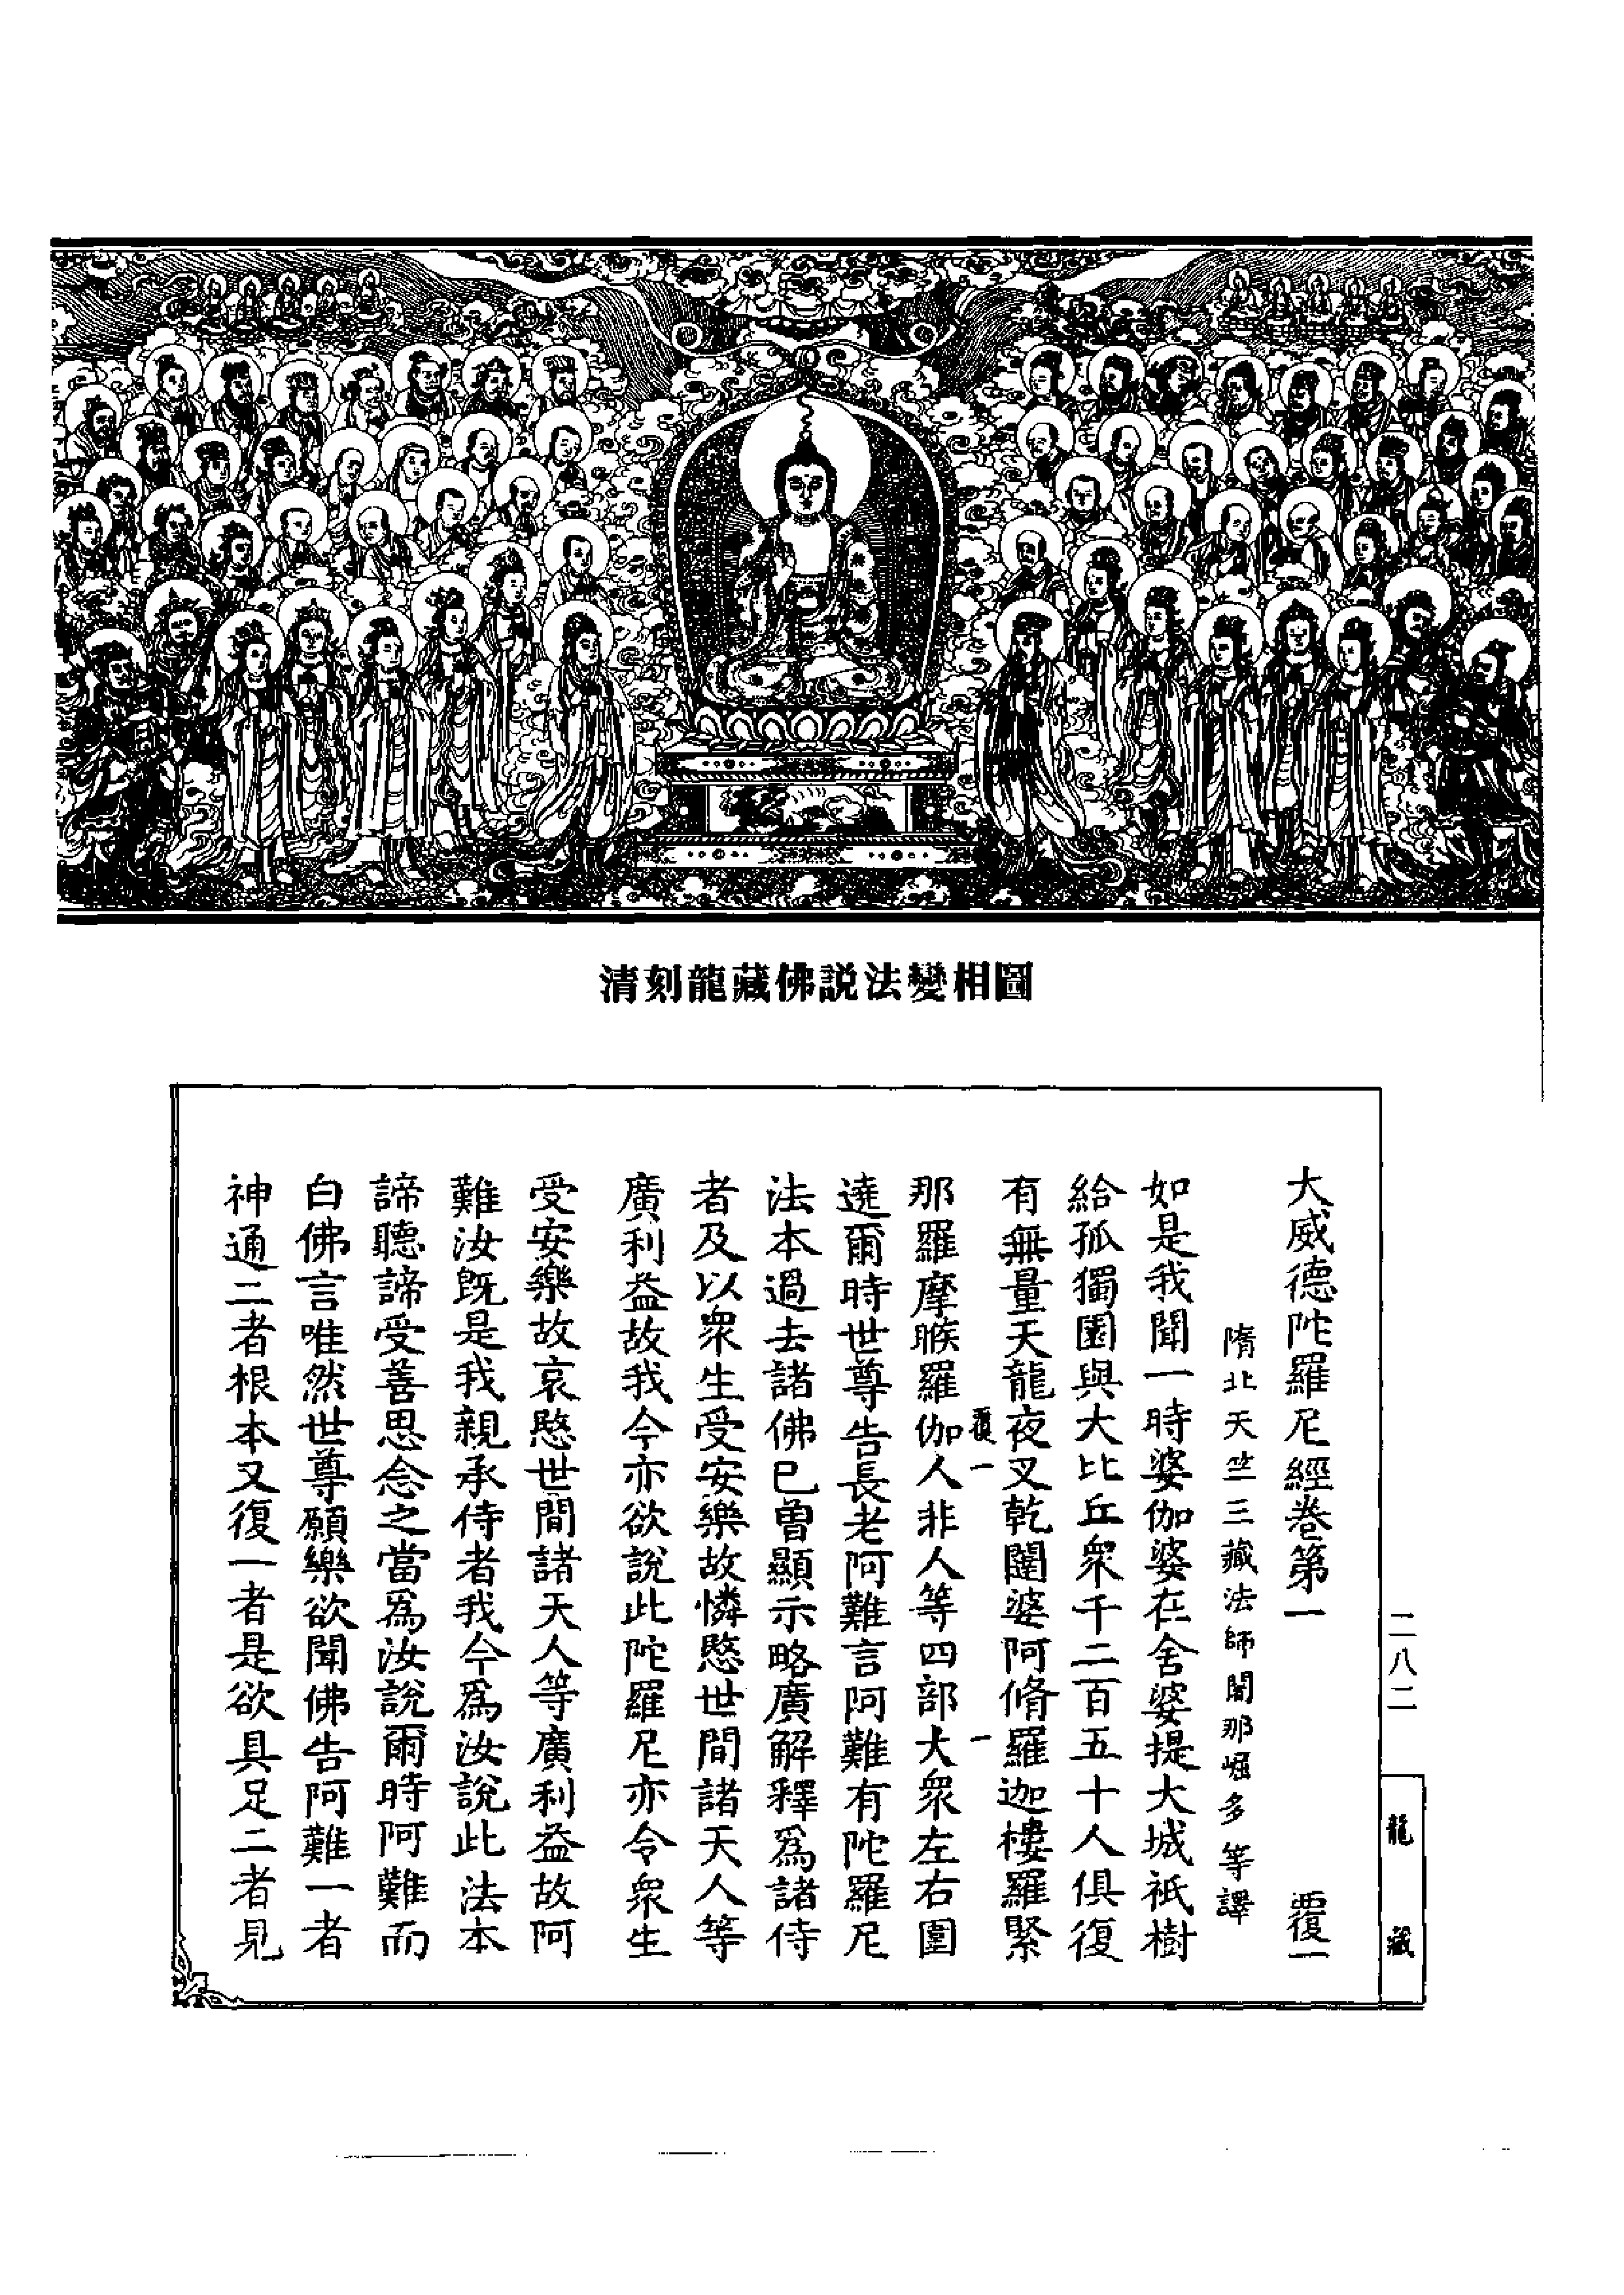 清刻龍藏佛説法變相圖
二八二
龍藏
大威德陀羅尼經卷第一 覆一
隋北天竺三藏法師闍那崛多等譯
如是我聞一時婆伽婆在舍婆提大城祇樹
給孤獨園與大比丘衆千二百五十人俱復
有無量天龍夜叉乾闥婆阿脩羅迦樓羅緊
覆一 一
那羅摩睺羅伽人非人等四部大衆左右圍
遶爾時世尊告長老阿難言阿難有陀羅尼
法本過去諸佛已曾顯示略廣解釋爲諸侍
者及以衆生受安樂故憐愍世間諸天人等
廣利益故我今亦欲說此陀羅尼亦令衆生
受安樂故哀愍世間諸天人等廣利益故阿
難汝既是我親承侍者我今爲汝說此法本
諦聽諦受善思念之當爲汝說爾時阿難而
白佛言唯然世尊願樂欲聞佛告阿難一者
神通二者根本又復一者是欲具足二者見